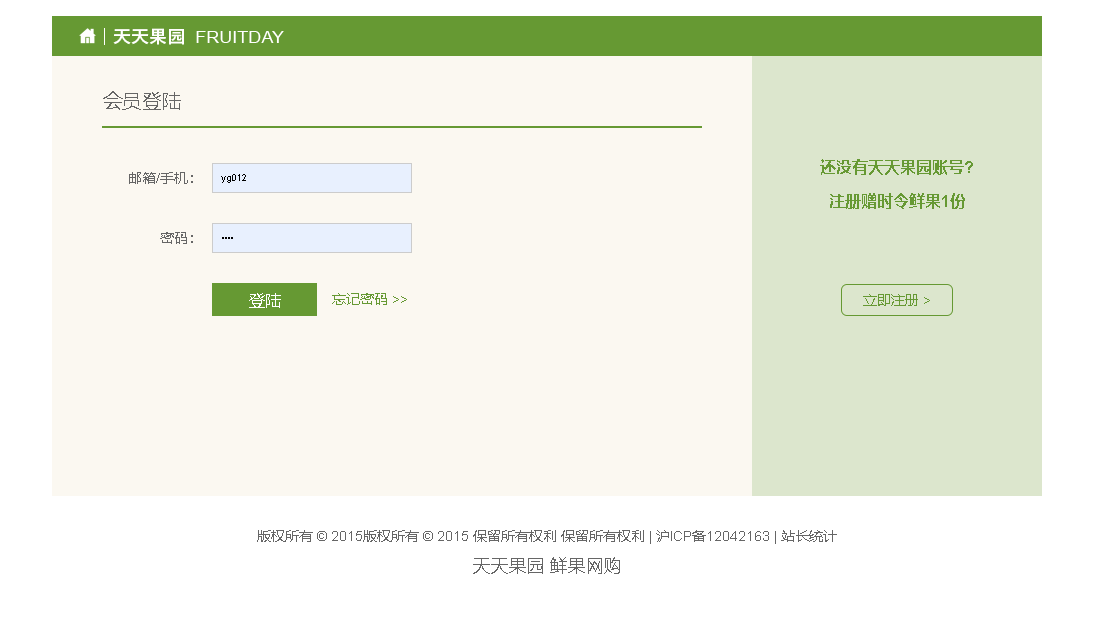 天天果园 FRUITDAY
会员登陆
邮箱/手机： yg012
密码： ••••
登陆 忘记密码 >>
还没有天天果园账号?
注册赠时令鲜果1份
立即注册 >
版权所有 © 2015版权所有 © 2015 保留所有权利 保留所有权利 | 沪ICP备12042163 | 站长统计
天天果园 鲜果网购